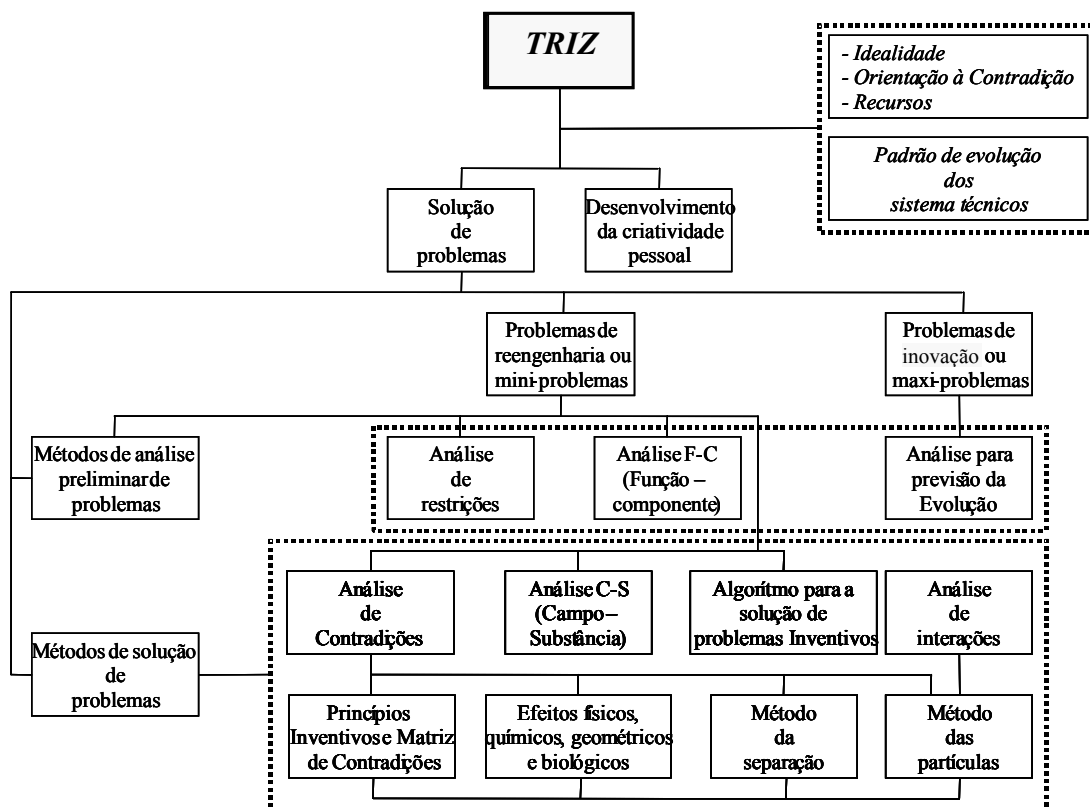 TRIZ
- Idealidade
- Orientação à Contradição
- Recursos
Padrão de evolução
dos
sistema técnicos
Solução
de
problemas
Desenvolvimento
da criatividade
pessoal
Problemas de
reengenharia ou
mini-problemas
Problemas de
inovação ou
maxi-problemas
Métodos de análise
preliminar de
problemas
Análise
de
restrições
Análise F-C
(Função –
componente)
Análise para
previsão da
Evolução
Análise
de
Contradições
Análise C-S
(Campo –
Substância)
Algorítmo para a
solução de
problemas Inventivos
Análise
de
interações
Métodos de solução
de
problemas
Princípios
Inventivos e Matriz
de Contradições
Efeitos físicos,
químicos, geométricos
e biológicos
Método
da
separação
Método
das
partículas